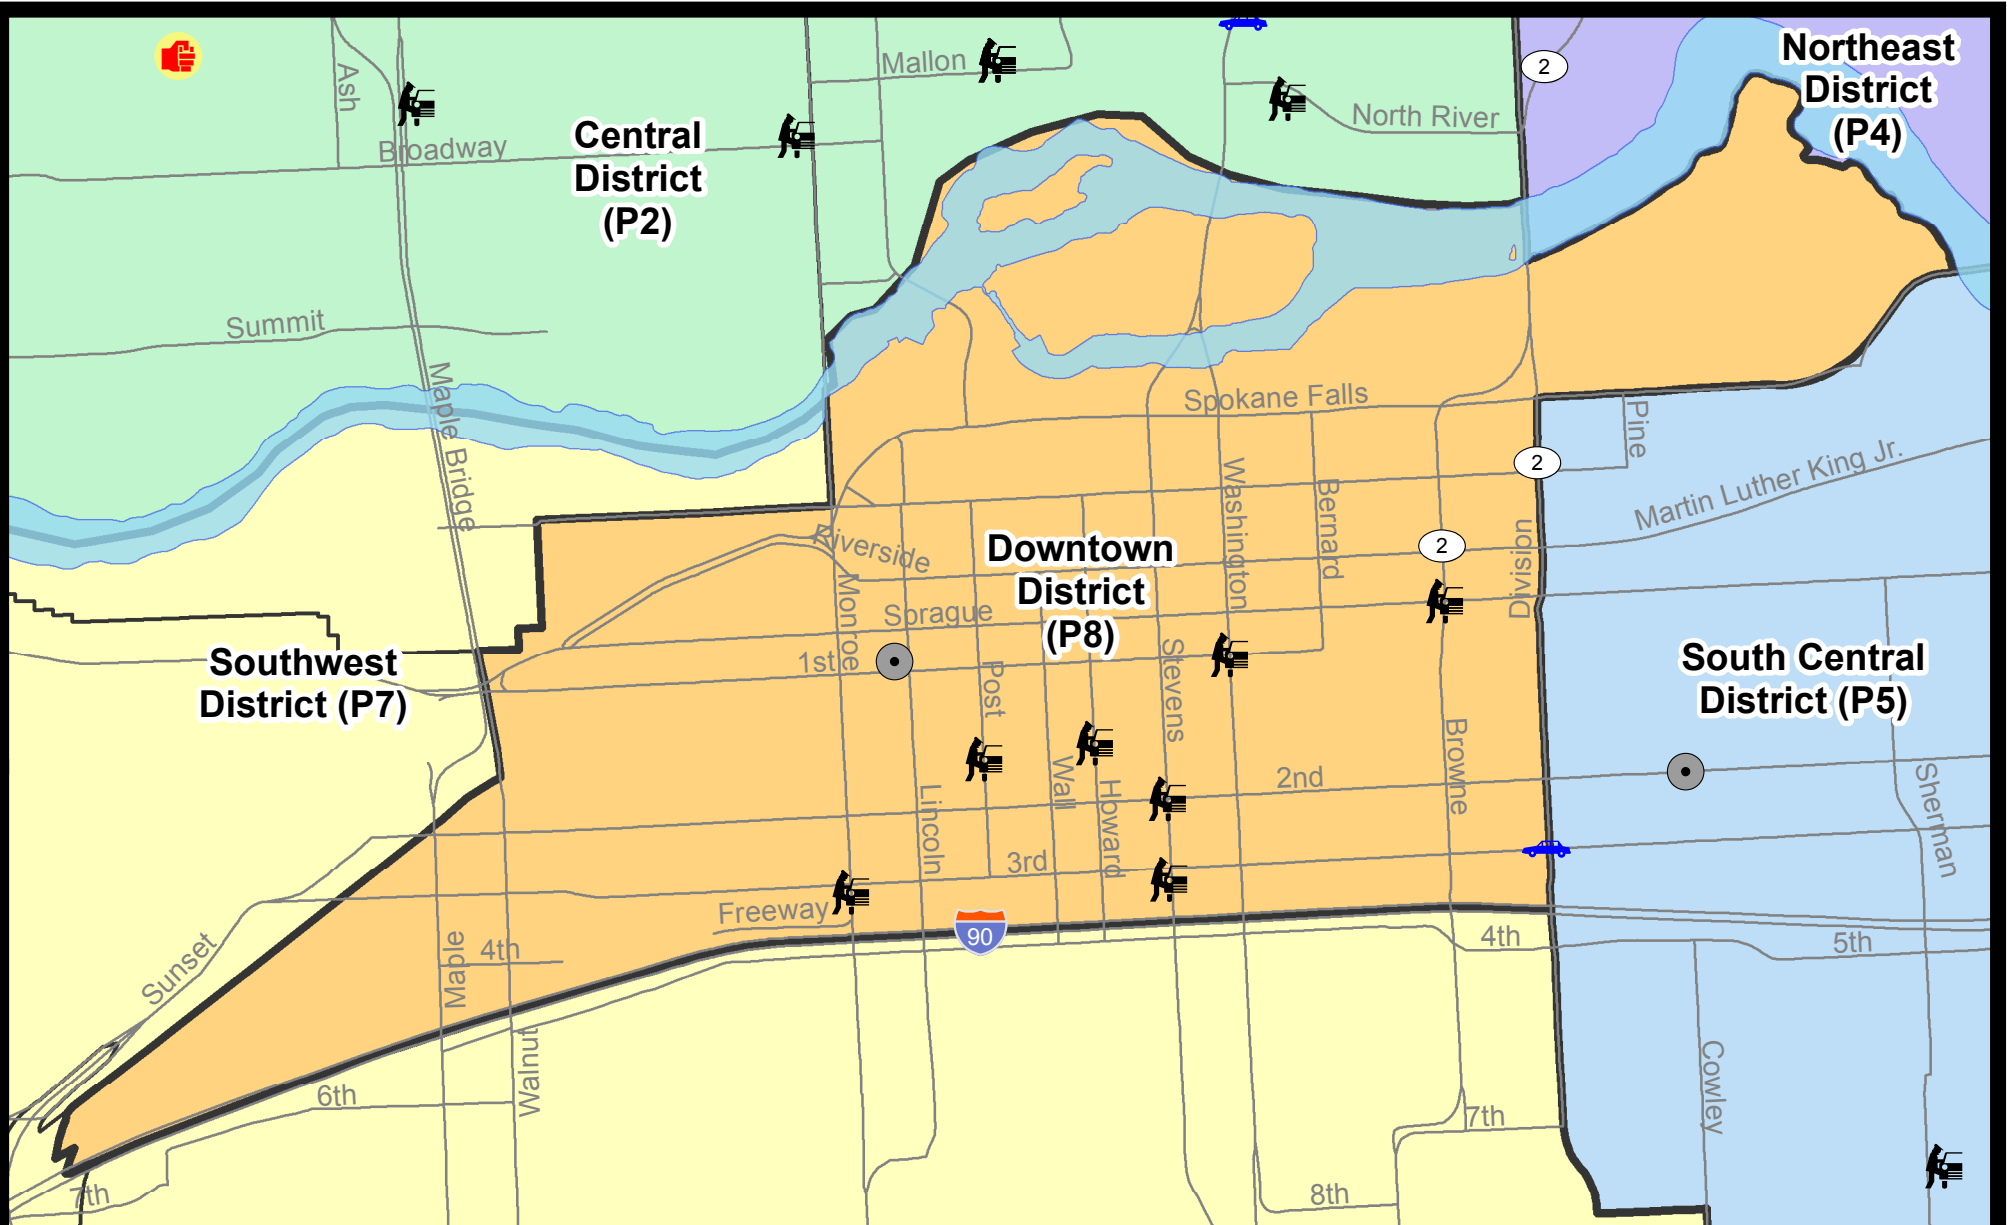 Northeast
District
(P4)
2
Mallon
Ash
North River
Central
District
(P2)
Broadway
Summit
Maple Bridge
Spokane Falls
Pine
2
Martin Luther King Jr.
Washington
Bernard
Riverside
Downtown
District
(P8)
2
Division
Monroe
Sprague
1st
Southwest
District (P7)
South Central
District (P5)
Post
Stevens
Browne
2nd
Wall
Howard
Lincoln
Sherman
3rd
Freeway
90
4th
5th
4th
Maple
Sunset
Walnut
6th
Cowley
7th
7th
8th